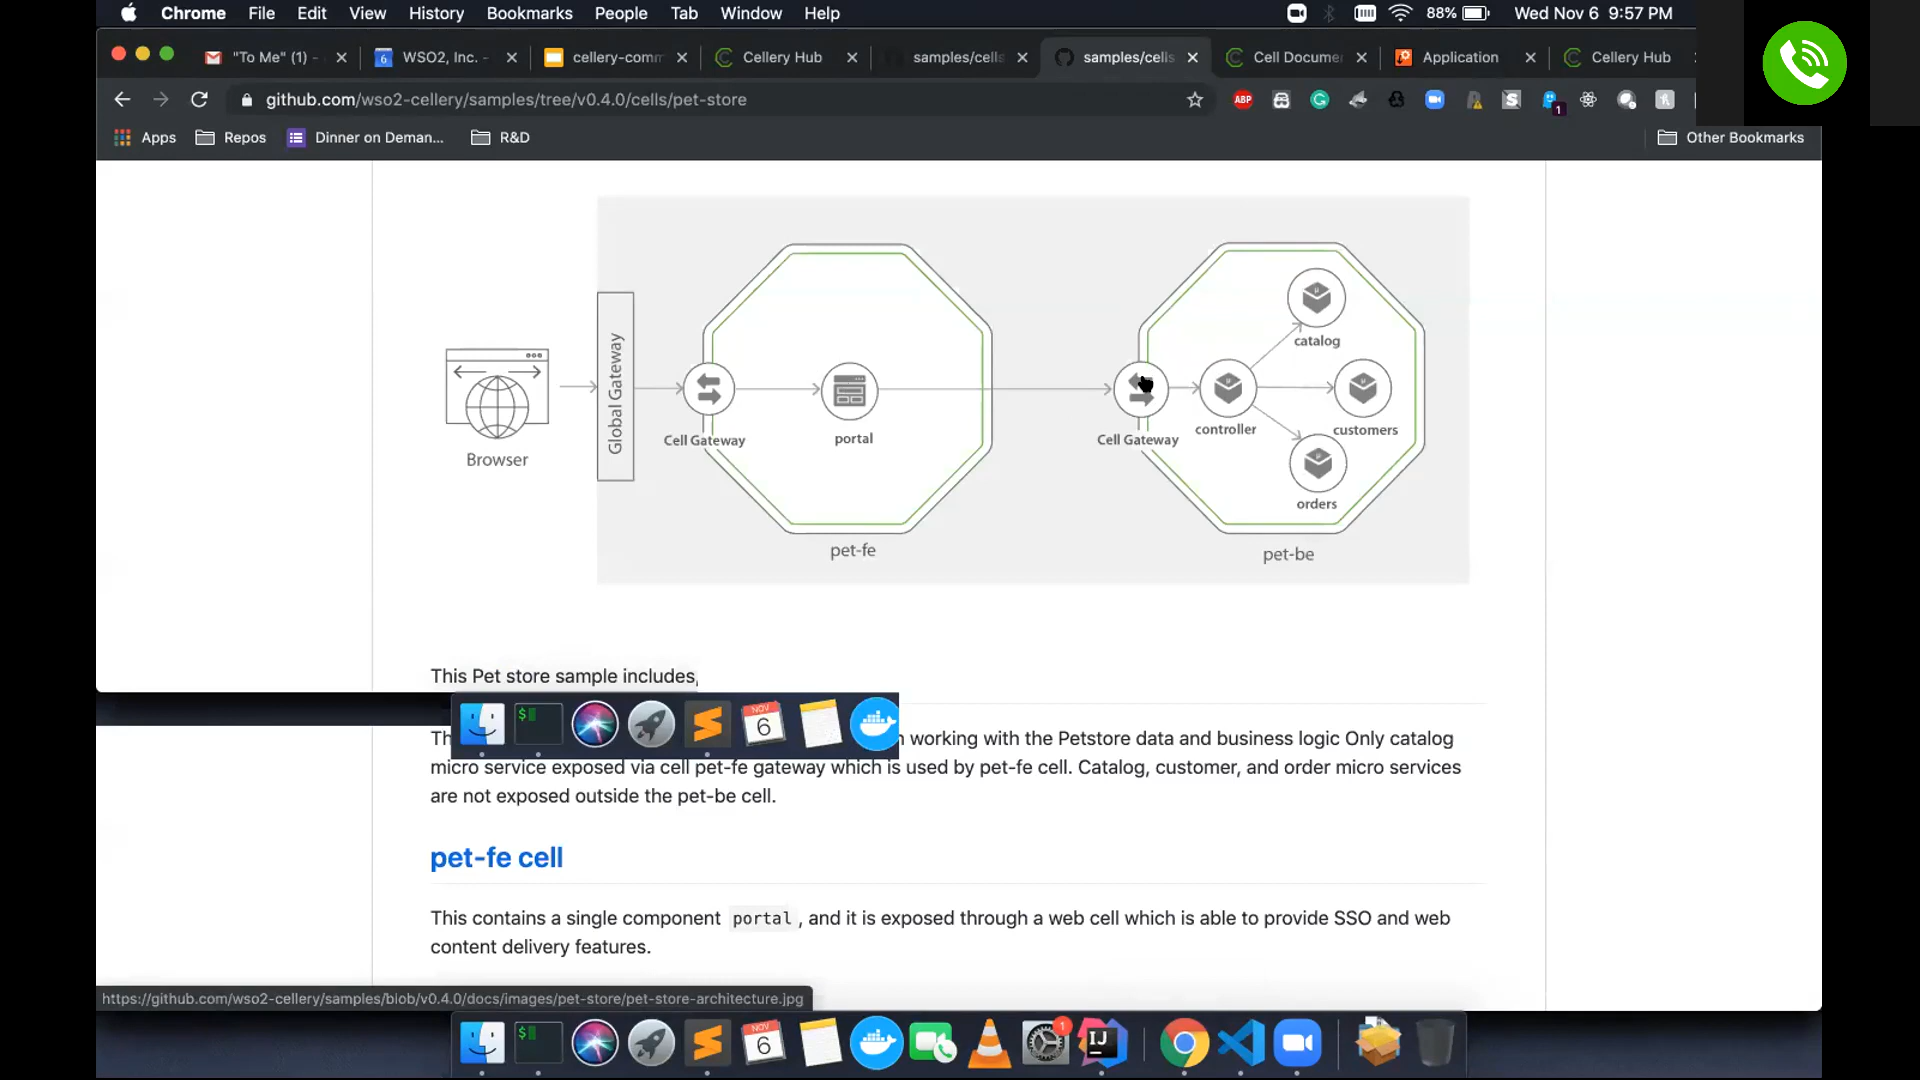 Chrome File Edit View History Bookmarks People Tab Window Help 88% Wed Nov 6 9:57 PM
"To Me" (1) - WSO2, Inc. - cellery-comm Cellery Hub samples/cells samples/cells Cell Docume Application Cellery Hub
github.com/wso2-cellery/samples/tree/v0.4.0/cells/pet-store ABP 1
Apps Repos Dinner on Deman... R&D Other Bookmarks
Browser
Global Gateway
Cell Gateway
portal
pet-fe
Cell Gateway
controller
catalog
customers
orders
pet-be
This Pet store sample includes,
$ NOV 6
working with the Petstore data and business logic Only catalog
micro service exposed via cell pet-fe gateway which is used by pet-fe cell. Catalog, customer, and order micro services
are not exposed outside the pet-be cell.
pet-fe cell
This contains a single component portal , and it is exposed through a web cell which is able to provide SSO and web
content delivery features.
https://github.com/wso2-cellery/samples/blob/v0.4.0/docs/images/pet-store/pet-store-architecture.jpg
$ NOV 6 1 IJ